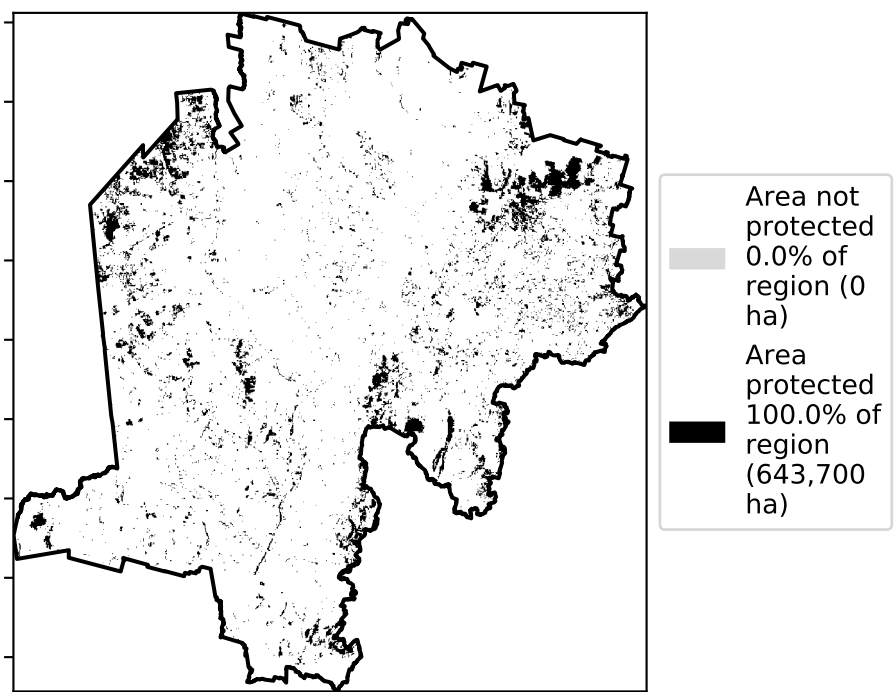 Area not
protected
0.0% of
region (0
ha)
Area
protected
100.0% of
region
(643,700
ha)